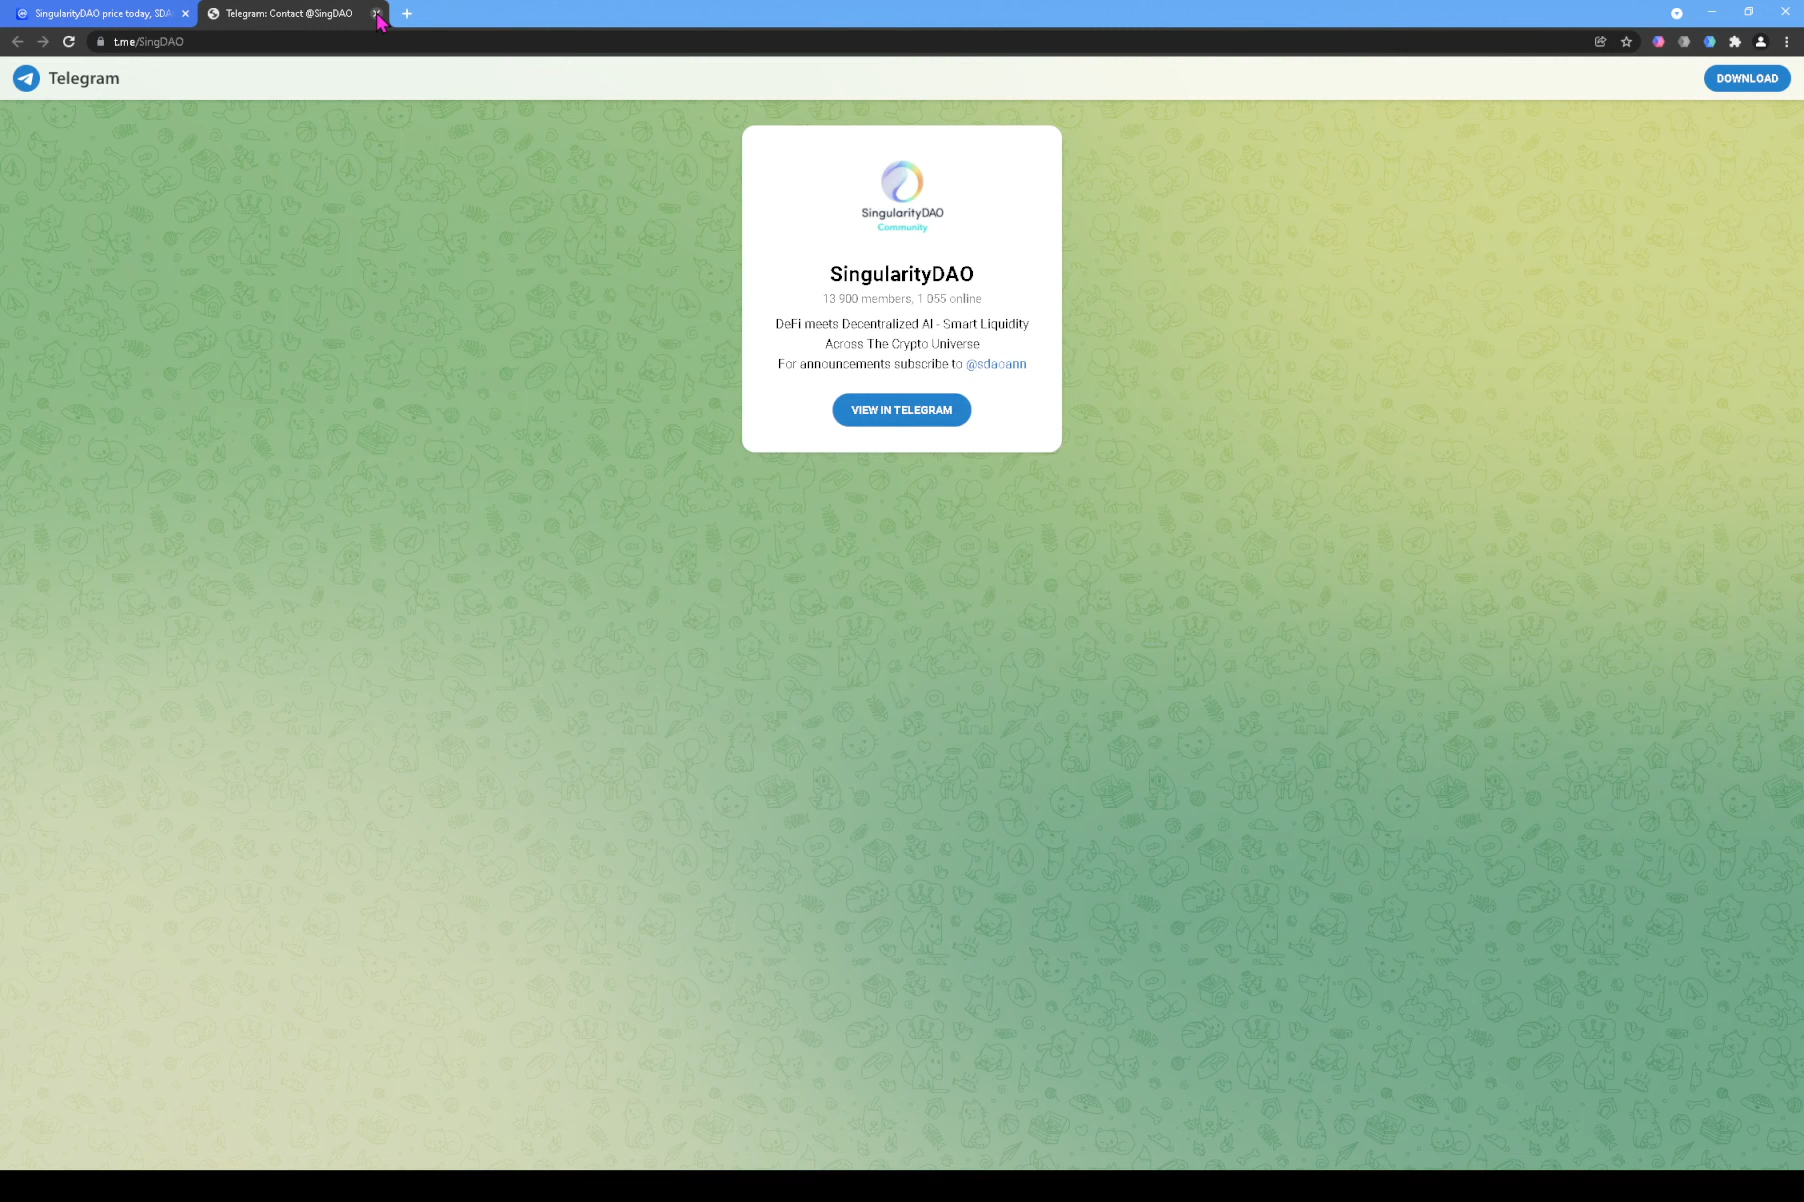 SingularityDAO price today, SDA
Telegram: Contact @SingDAO
t.me/SingDAO
Telegram
DOWNLOAD
SingularityDAO
Community
SingularityDAO
13 900 members, 1 055 online
DeFi meets Decentralized AI - Smart Liquidity
Across The Crypto Universe
For announcements subscribe to @sdaoann
VIEW IN TELEGRAM